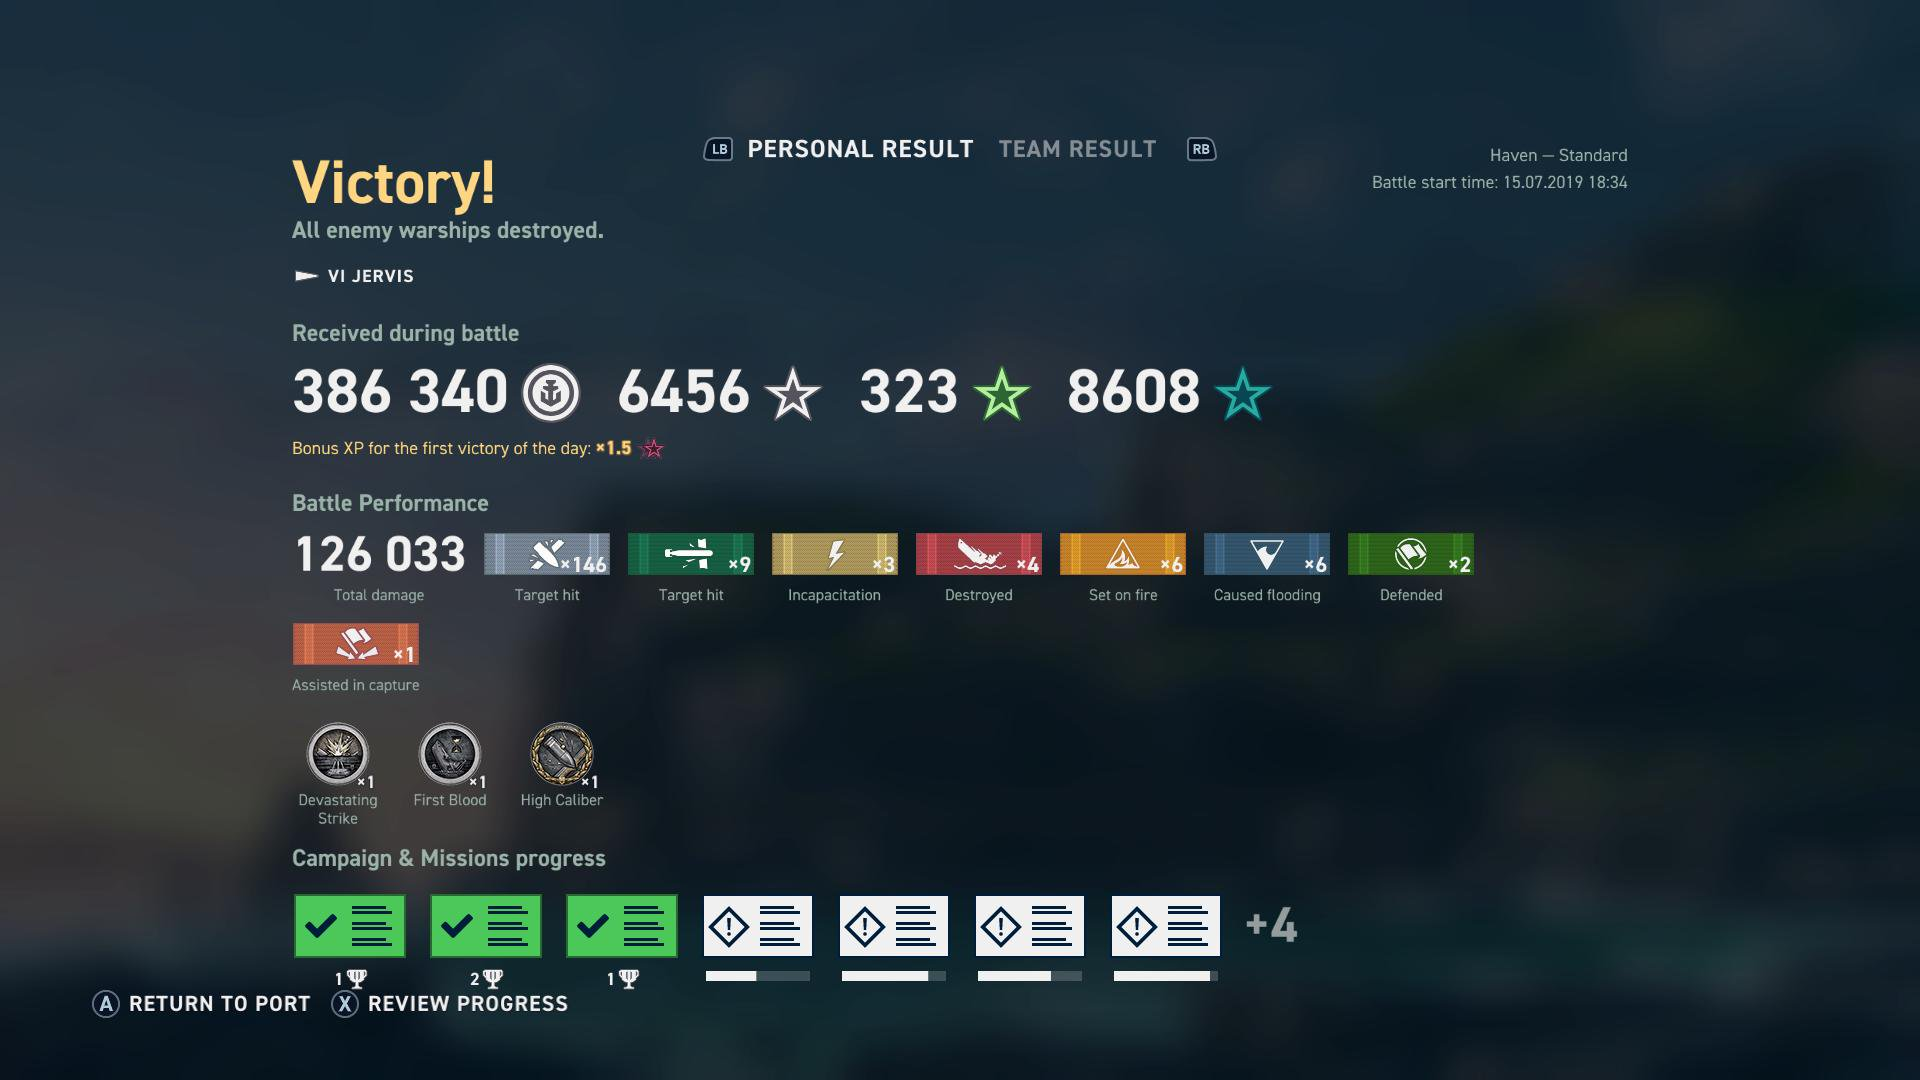 LB PERSONAL RESULT TEAM RESULT RB
Haven — Standard
Battle start time: 15.07.2019 18:34
Victory!
All enemy warships destroyed.
VI JERVIS
Received during battle
386 340 6456 323 8608
Bonus XP for the first victory of the day: ×1.5
Battle Performance
126 033 ×146 ×9 ×3 ×4 ×6 ×6 ×2
Total damage Target hit Target hit Incapacitation Destroyed Set on fire Caused flooding Defended
×1
Assisted in capture
×1 ×1 ×1
Devastating Strike First Blood High Caliber
Campaign & Missions progress
! ! ! ! +4
1 2 1
A RETURN TO PORT X REVIEW PROGRESS